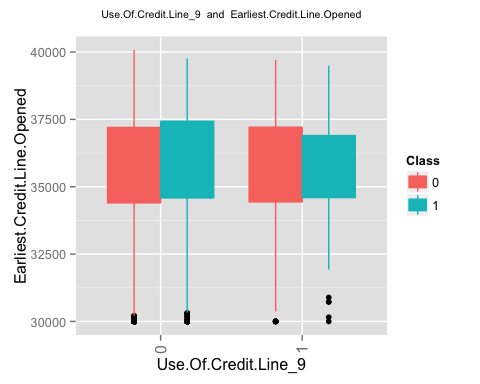 Use.Of.Credit.Line_9 and Earliest.Credit.Line.Opened
Earliest.Credit.Line.Opened
40000
37500
35000
32500
30000
0
1
Use.Of.Credit.Line_9
Class
0
1